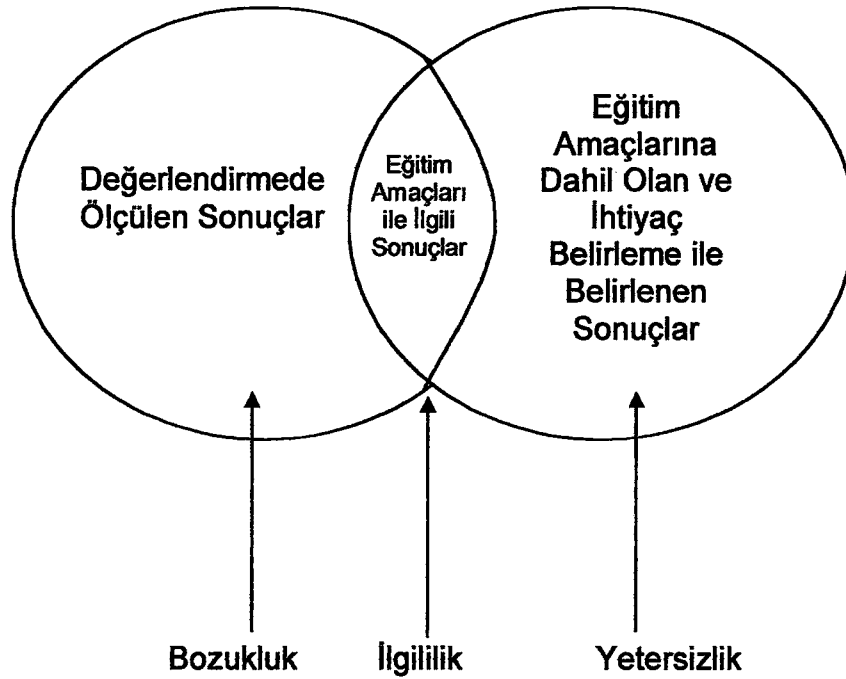 Değerlendirmede
Ölçülen Sonuçlar
Eğitim
Amaçları
ile İlgili
Sonuçlar
Eğitim
Amaçlarına
Dahil Olan ve
İhtiyaç
Belirleme ile
Belirlenen
Sonuçlar
Bozukluk
İlgililik
Yetersizlik